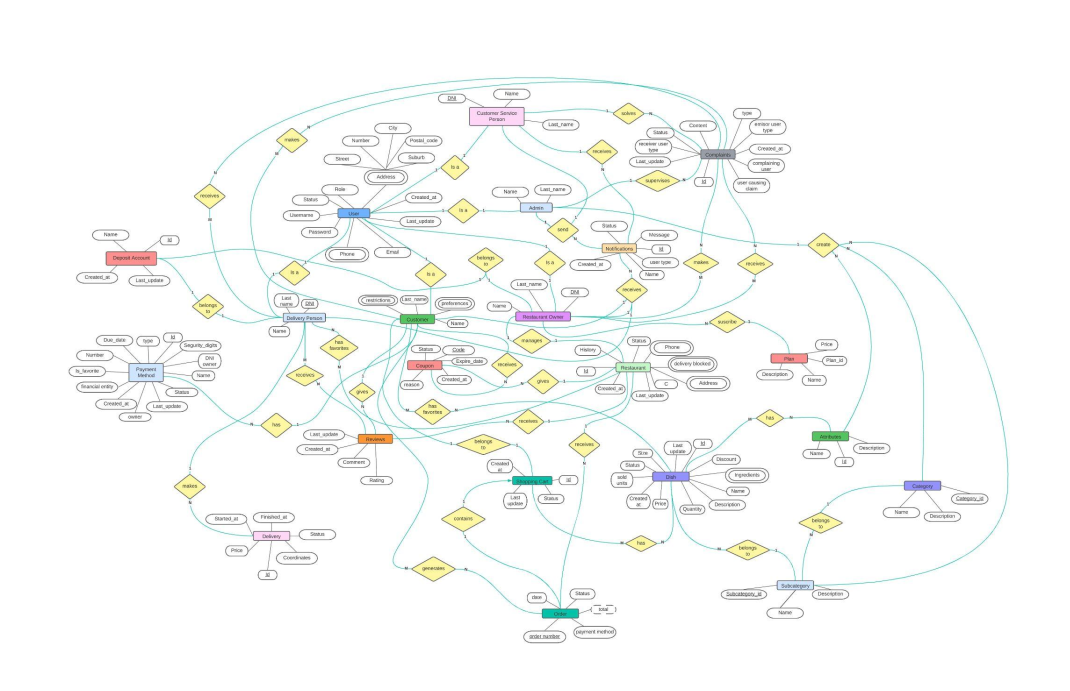 Name
DNI
Customer Service
Person
Last_name
solves
type
Content
emisor user
type
Status
receiver user
type
Created_at
Last_update
Complaints
complaining
user
user causing
claim
Id
City
Number
Postal_code
Street
Suburb
Address
makes
receives
Is a
receives
supervises
Role
Status
Created_at
Username
User
Is a
Last_update
Password
Phone
Email
Name
Last_name
Admin
send
Status
Message
Notifications
Id
user type
Created_at
Name
create
Name
Id
Deposit Account
Created_at
Last_update
belongs
to
Is a
Is a
belongs
to
Is a
makes
receives
receives
Last
name
DNI
Delivery Person
Name
restrictions
Last_name
preferences
Customer
Name
Last_name
DNI
Name
Restaurant Owner
suscribe
Price
Plan
Plan_id
Description
Name
has
favorites
manages
Status
Code
Expire_date
Coupon
reason
Created_at
receives
gives
History
Status
Phone
delivery blocked
Id
Restaurant
Created_at
C
Address
Last_update
Due_date
type
Id
Segurity_digits
Number
DNI
owner
Is_favorite
Payment
Method
Name
financial entity
Status
Created_at
Last_update
owner
receives
gives
has
favorites
has
Last_update
Reviews
Created_at
Comment
Rating
receives
belongs
to
receives
has
Attributes
Description
Name
Id
Created
at
Shopping Cart
Id
Last
update
Status
Size
Last
update
Id
Status
Discount
sold
units
Dish
Ingredients
Name
Created
at
Price
Description
Quantity
Category
Category_id
Name
Description
makes
contains
belongs
to
Started_at
Finished_at
Status
Delivery
Price
Coordinates
Id
has
belongs
to
generates
Subcategory
Subcategory_id
Description
Name
date
Status
Order
total
order number
payment method